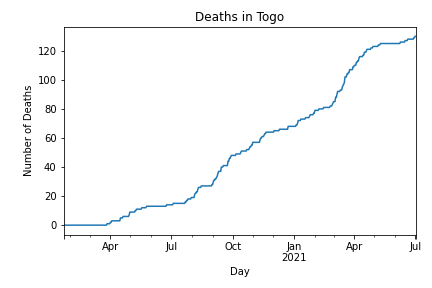 Deaths in Togo
120
100
80
60
40
20
0
Number of Deaths
Apr
Jul
Oct
Jan
2021
Apr
Jul
Day